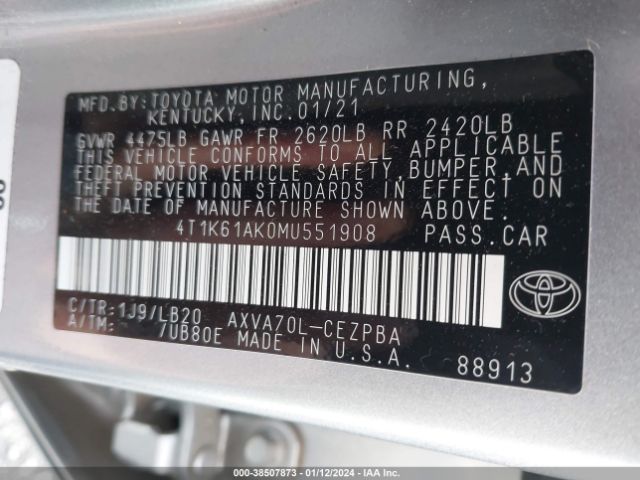 MFD.BY:TOYOTA MOTOR MANUFACTURING,
KENTUCKY,INC.01/21
GVWR 4475LB GAWR FR 2620LB RR 2420LB
THIS VEHICLE CONFORMS TO ALL APPLICABLE
FEDERAL MOTOR VEHICLE SAFETY,BUMPER,AND
THEFT PREVENTION STANDARDS IN EFFECT ON
THE DATE OF MANUFACTURE SHOWN ABOVE.
4T1K61AK0MU551908 PASS.CAR
C/TR:1J9/LB20 AXVA70L-CEZPBA
A/TM:- /UB80E MADE IN U.S.A.
88913
000-38507873 - 01/12/2024 - IAA Inc.